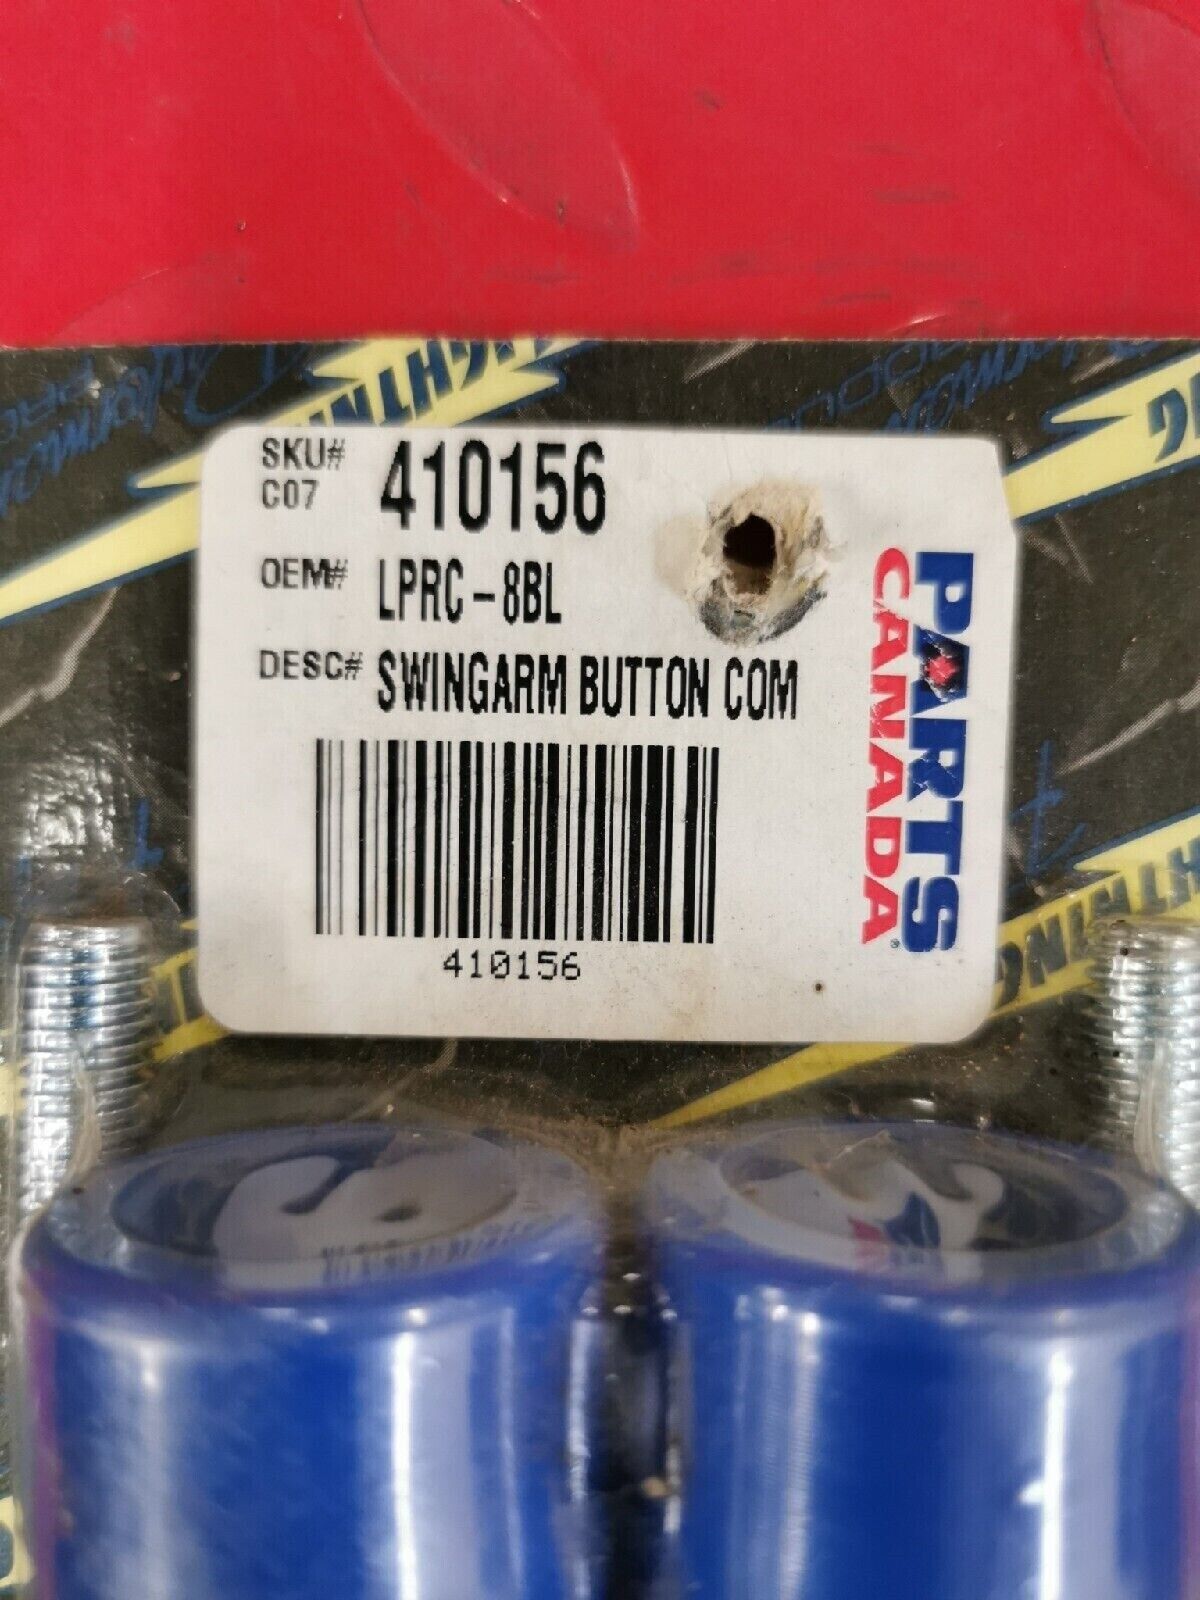 SKU# 410156
C07
OEM# LPRC-8BL
DESC# SWINGARM BUTTON COM
410156
PARTS
CANADA®